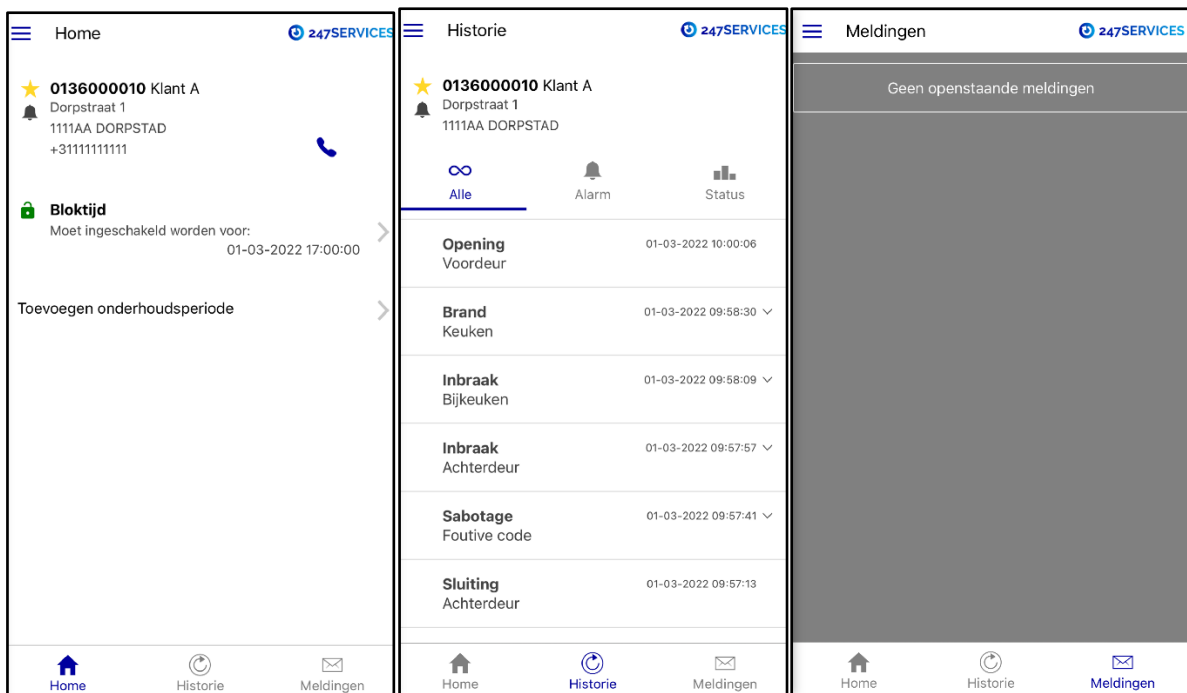 Home
247SERVICES
0136000010 Klant A
Dorpstraat 1
1111AA DORPSTAD
+31111111111
Bloktijd
Moet ingeschakeld worden voor:
01-03-2022 17:00:00
Toevoegen onderhoudsperiode
Home Historie Meldingen
Historie
247SERVICES
0136000010 Klant A
Dorpstraat 1
1111AA DORPSTAD
Alle Alarm Status
Opening 01-03-2022 10:00:06
Voordeur
Brand 01-03-2022 09:58:30
Keuken
Inbraak 01-03-2022 09:58:09
Bijkeuken
Inbraak 01-03-2022 09:57:57
Achterdeur
Sabotage 01-03-2022 09:57:41
Foutive code
Sluiting 01-03-2022 09:57:13
Achterdeur
Home Historie Meldingen
Meldingen
247SERVICES
Geen openstaande meldingen
Home Historie Meldingen